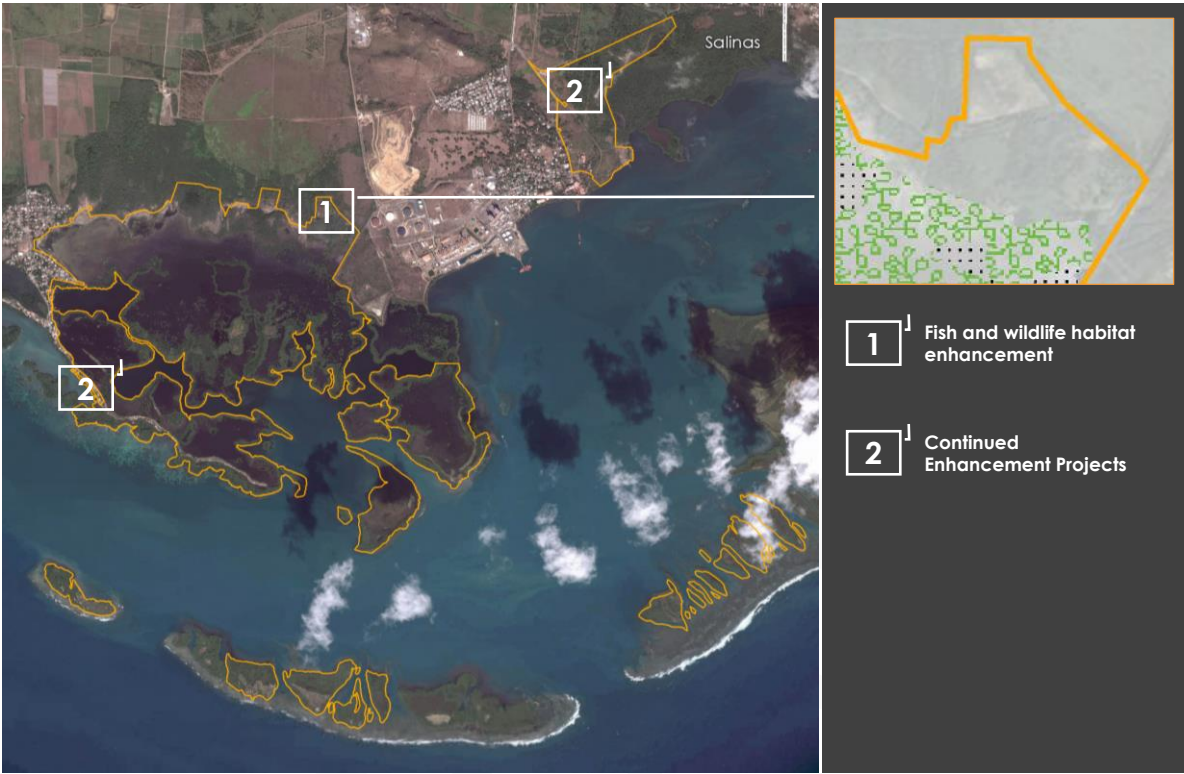 Salinas
2
1
2
1
Fish and wildlife habitat
enhancement
2
Continued
Enhancement Projects